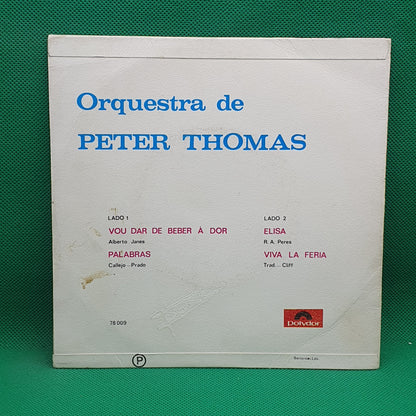 Orquestra de
PETER THOMAS
LADO 1
VOU DAR DE BEBER À DOR
Alberto Janes
PALABRAS
Callejo - Prado
LADO 2
ELISA
R. A. Peres
VIVA LA FERIA
Trad. - Cliff
78 009
Polydor
P